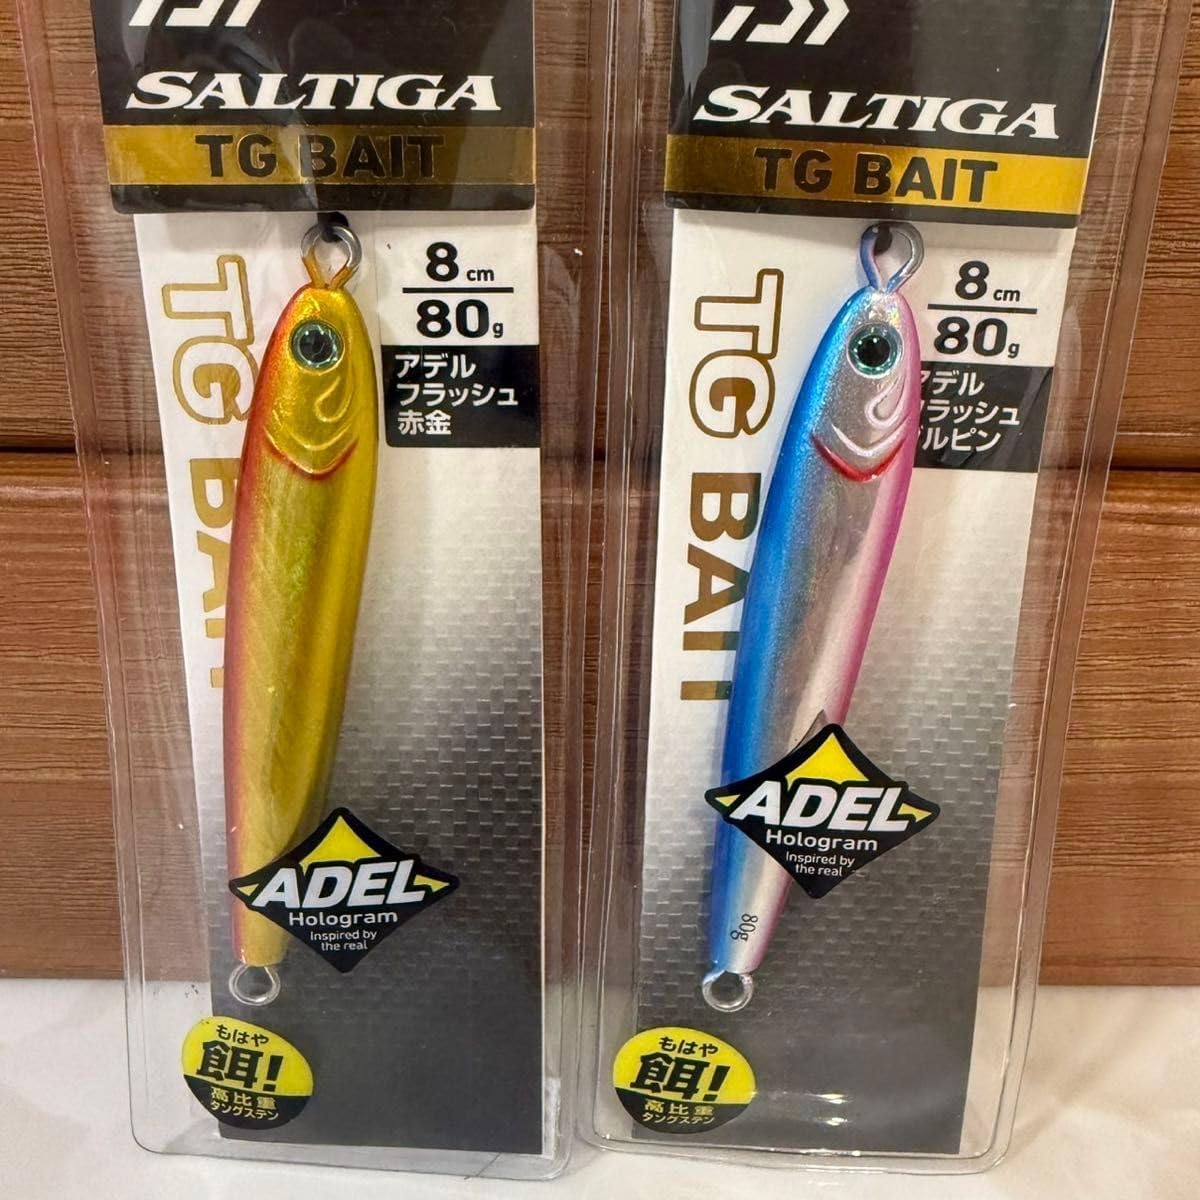 SALTIGA
TG BAIT
TG BAIT
8cm
80g
アデル
フラッシュ
赤金
ADEL
Hologram
Inspired by
the real
もはや
餌!
高比重
タングステン
SALTIGA
TG BAIT
TG BAIT
8cm
80g
アデル
フラッシュ
ルピン
ADEL
Hologram
Inspired by
the real
80g
もはや
餌!
高比重
タングステン